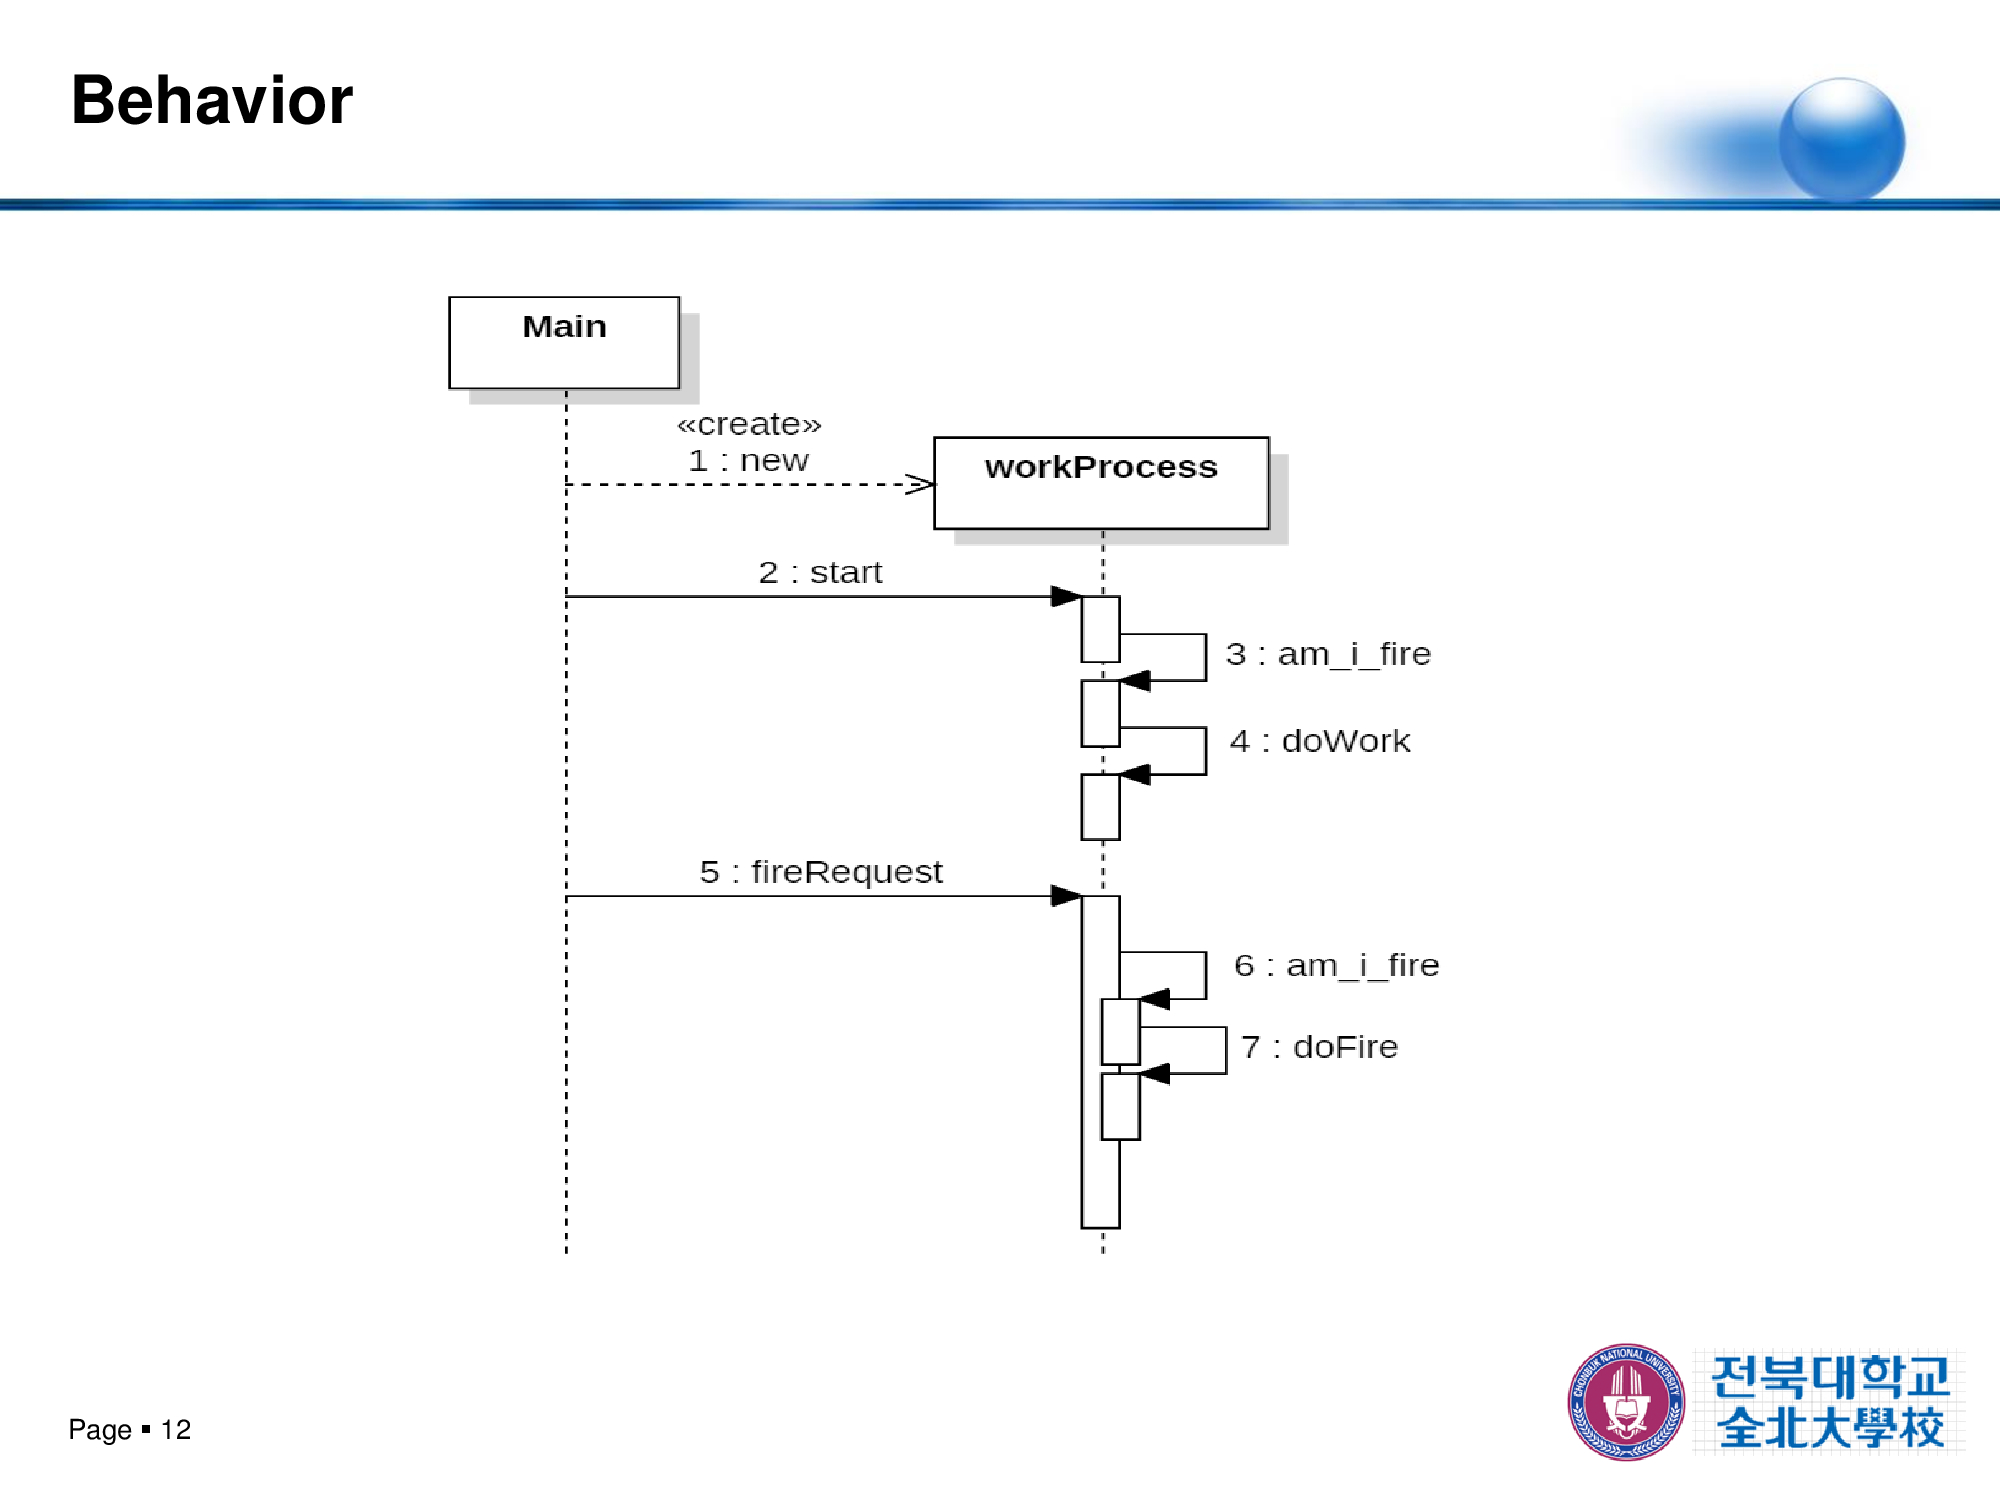 Behavior
Main
«create»
1 : new
workProcess
2 : start
3 : am_i_fire
4 : doWork
5 : fireRequest
6 : am_i_fire
7 : doFire
Page ▪ 12
CHONBUK NATIONAL UNIVERSITY
전북대학교
全北大學校